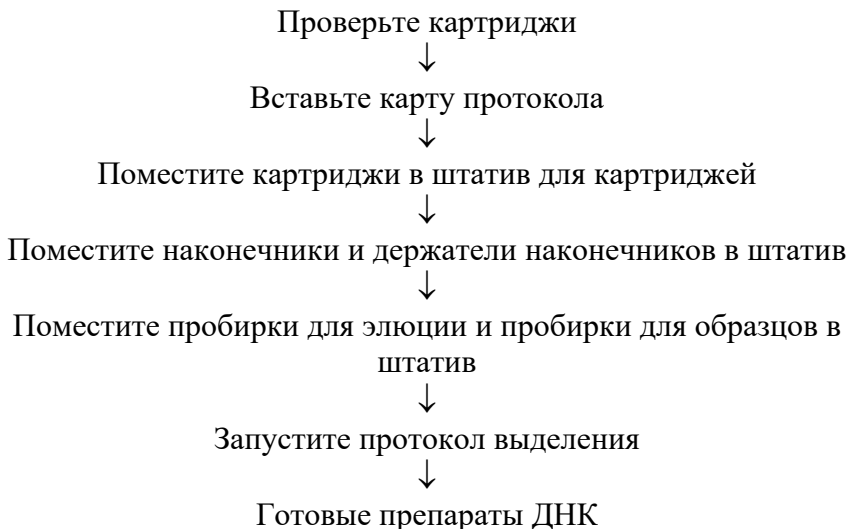 Проверьте картриджи
↓
Вставьте карту протокола
↓
Поместите картриджи в штатив для картриджей
↓
Поместите наконечники и держатели наконечников в штатив
↓
Поместите пробирки для элюции и пробирки для образцов в
штатив
↓
Запустите протокол выделения
↓
Готовые препараты ДНК